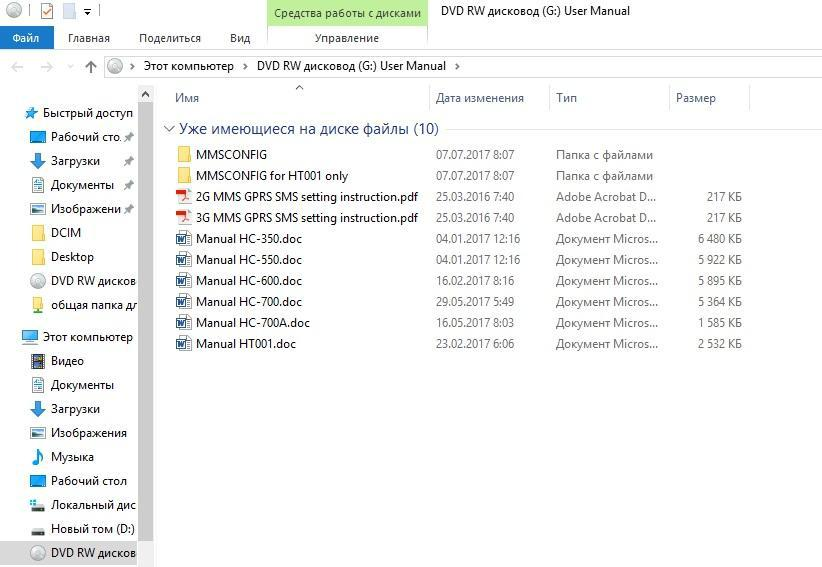 Средства работы с дисками
DVD RW дисковод (G:) User Manual
Файл
Главная
Поделиться
Вид
Управление
Этот компьютер
DVD RW дисковод (G:) User Manual
Имя
Дата изменения
Тип
Размер
Быстрый доступ
Рабочий сто.
Загрузки
Документы
Изображени
DCIM
Desktop
DVD RW дисков
общая папка дл
Этот компьютер
Видео
Документы
Загрузки
Изображения
Музыка
Рабочий стол
Локальный дис
Новый том (D:)
DVD RW дисков
Уже имеющиеся на диске файлы (10)
MMSCONFIG 07.07.2017 8:07 Папка с файлами
MMSCONFIG for HT001 only 07.07.2017 8:07 Папка с файлами
2G MMS GPRS SMS setting instruction.pdf 25.03.2016 7:40 Adobe Acrobat D... 217 КБ
3G MMS GPRS SMS setting instruction.pdf 25.03.2016 7:40 Adobe Acrobat D... 217 КБ
Manual HC-350.doc 04.01.2017 12:16 Документ Micros... 6 480 КБ
Manual HC-550.doc 04.01.2017 12:16 Документ Micros... 5 922 КБ
Manual HC-600.doc 16.02.2017 8:16 Документ Micros... 5 895 КБ
Manual HC-700.doc 29.05.2017 5:49 Документ Micros... 5 364 КБ
Manual HC-700A.doc 16.05.2017 8:03 Документ Micros... 1 585 КБ
Manual HT001.doc 23.02.2017 6:06 Документ Micros... 2 532 КБ